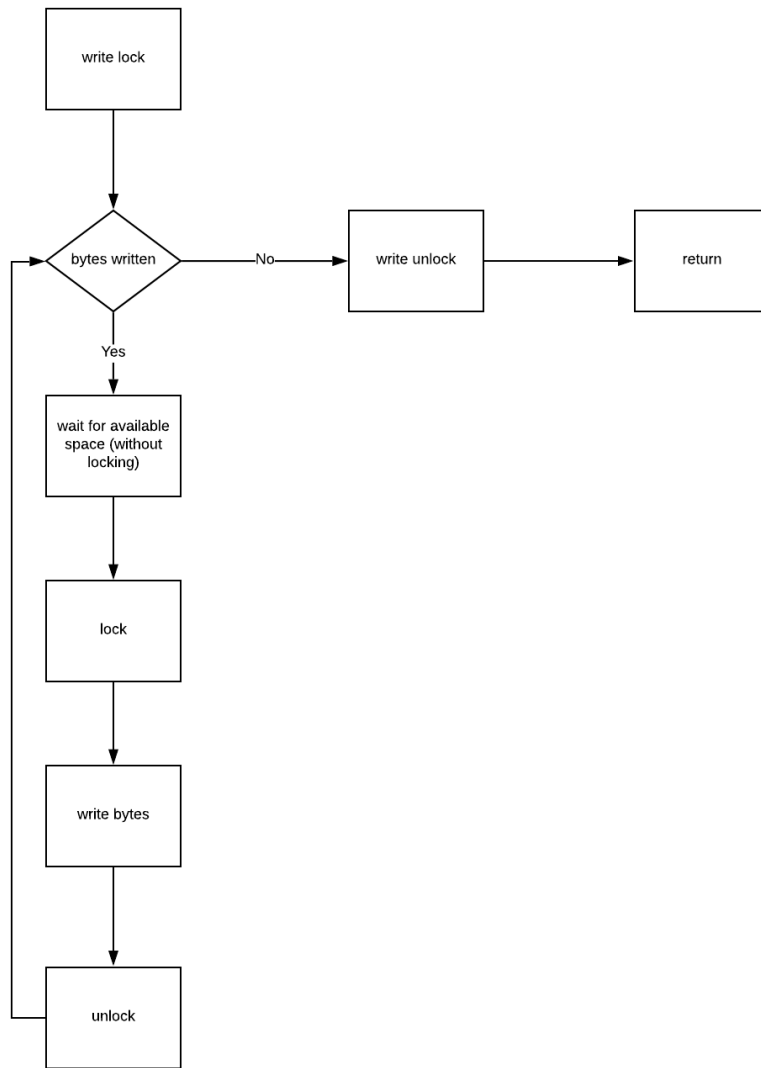 write lock
bytes written
No
write unlock
return
Yes
wait for available
space (without
locking)
lock
write bytes
unlock